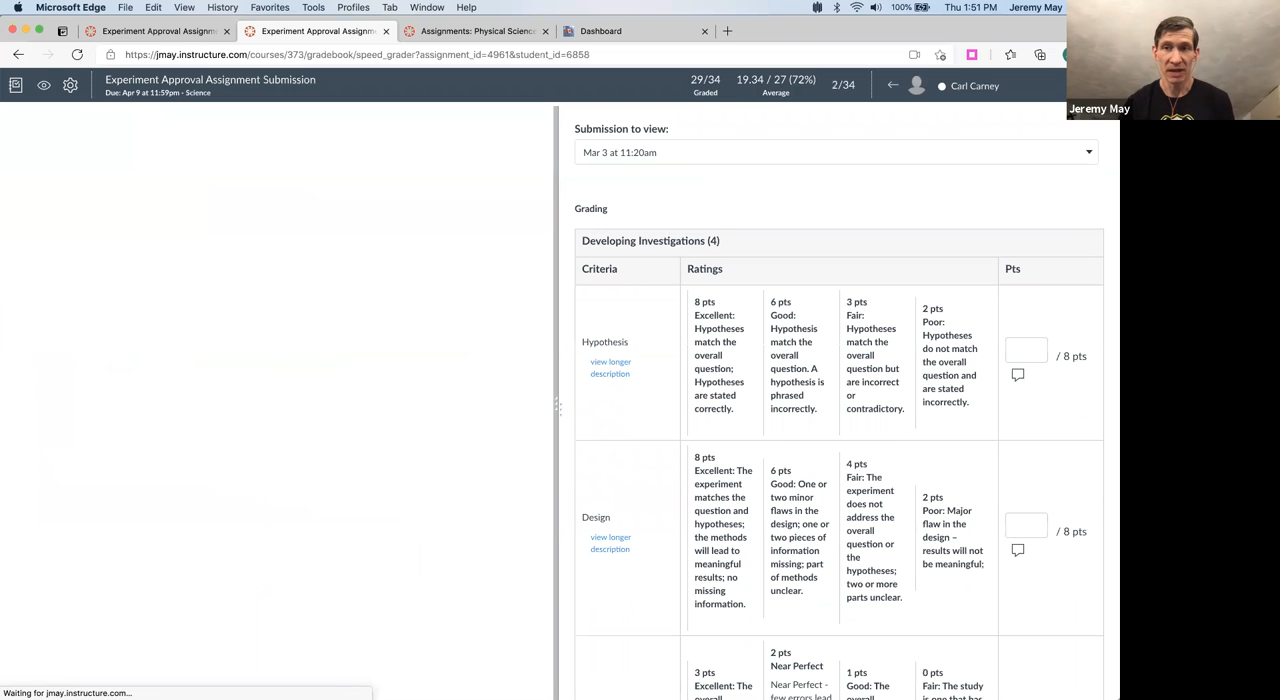 Microsoft Edge File Edit View History Favorites Tools Profiles Tab Window Help 100% Thu 1:51 PM Jeremy May
Experiment Approval Assignm × Experiment Approval Assignm × Assignments: Physical Scienc × Dashboard × +
https://jmay.instructure.com/courses/373/gradebook/speed_grader?assignment_id=4961&student_id=6858
Experiment Approval Assignment Submission
Due: Apr 9 at 11:59pm - Science
29/34
Graded
19.34 / 27 (72%)
Average
2/34
Carl Carney
Jeremy May
Submission to view:
Mar 3 at 11:20am
Grading
Developing Investigations (4)
Criteria Ratings Pts
Hypothesis
view longer
description
8 pts
Excellent:
Hypotheses
match the
overall
question;
Hypotheses
are stated
correctly.
6 pts
Good:
Hypothesis
match the
overall
question. A
hypothesis is
phrased
incorrectly.
3 pts
Fair:
Hypotheses
match the
overall
question but
are incorrect
or
contradictory.
2 pts
Poor:
Hypotheses
do not match
the overall
question and
are stated
incorrectly.
/ 8 pts
Design
view longer
description
8 pts
Excellent: The
experiment
matches the
question and
hypotheses;
the methods
will lead to
meaningful
results; no
missing
information.
6 pts
Good: One or
two minor
flaws in the
design; one or
two pieces of
information
missing; part
of methods
unclear.
4 pts
Fair: The
experiment
does not
address the
overall
question or
the
hypotheses;
two or more
parts unclear.
2 pts
Poor: Major
flaw in the
design –
results will not
be meaningful;
/ 8 pts
3 pts
Excellent: The
overall
2 pts
Near Perfect
Near Perfect -
few errors lead
1 pts
Good: The
overall
0 pts
Fair: The study
is one that has
Waiting for jmay.instructure.com...